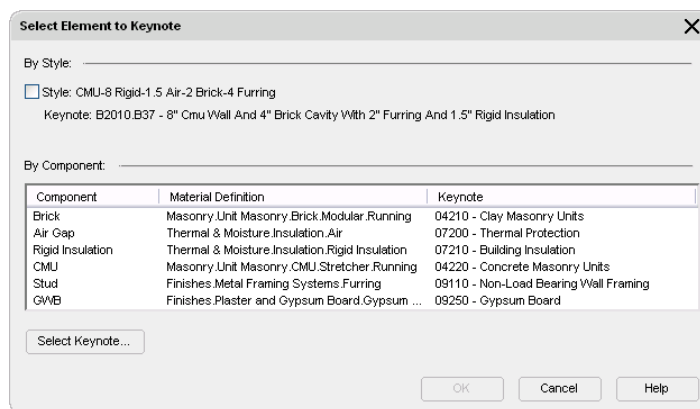 Select Element to Keynote
By Style:
Style: CMU-8 Rigid-1.5 Air-2 Brick-4 Furring
Keynote: B2010.B37 - 8" Cmu Wall And 4" Brick Cavity With 2" Furring And 1.5" Rigid Insulation
By Component:
Component Material Definition Keynote
Brick Masonry.Unit Masonry.Brick.Modular.Running 04210 - Clay Masonry Units
Air Gap Thermal & Moisture.Insulation.Air 07200 - Thermal Protection
Rigid Insulation Thermal & Moisture.Insulation.Rigid Insulation 07210 - Building Insulation
CMU Masonry.Unit Masonry.CMU.Stretcher.Running 04220 - Concrete Masonry Units
Stud Finishes.Metal Framing Systems.Furring 09110 - Non-Load Bearing Wall Framing
GWB Finishes.Plaster and Gypsum Board.Gypsum ... 09250 - Gypsum Board
Select Keynote...
OK Cancel Help